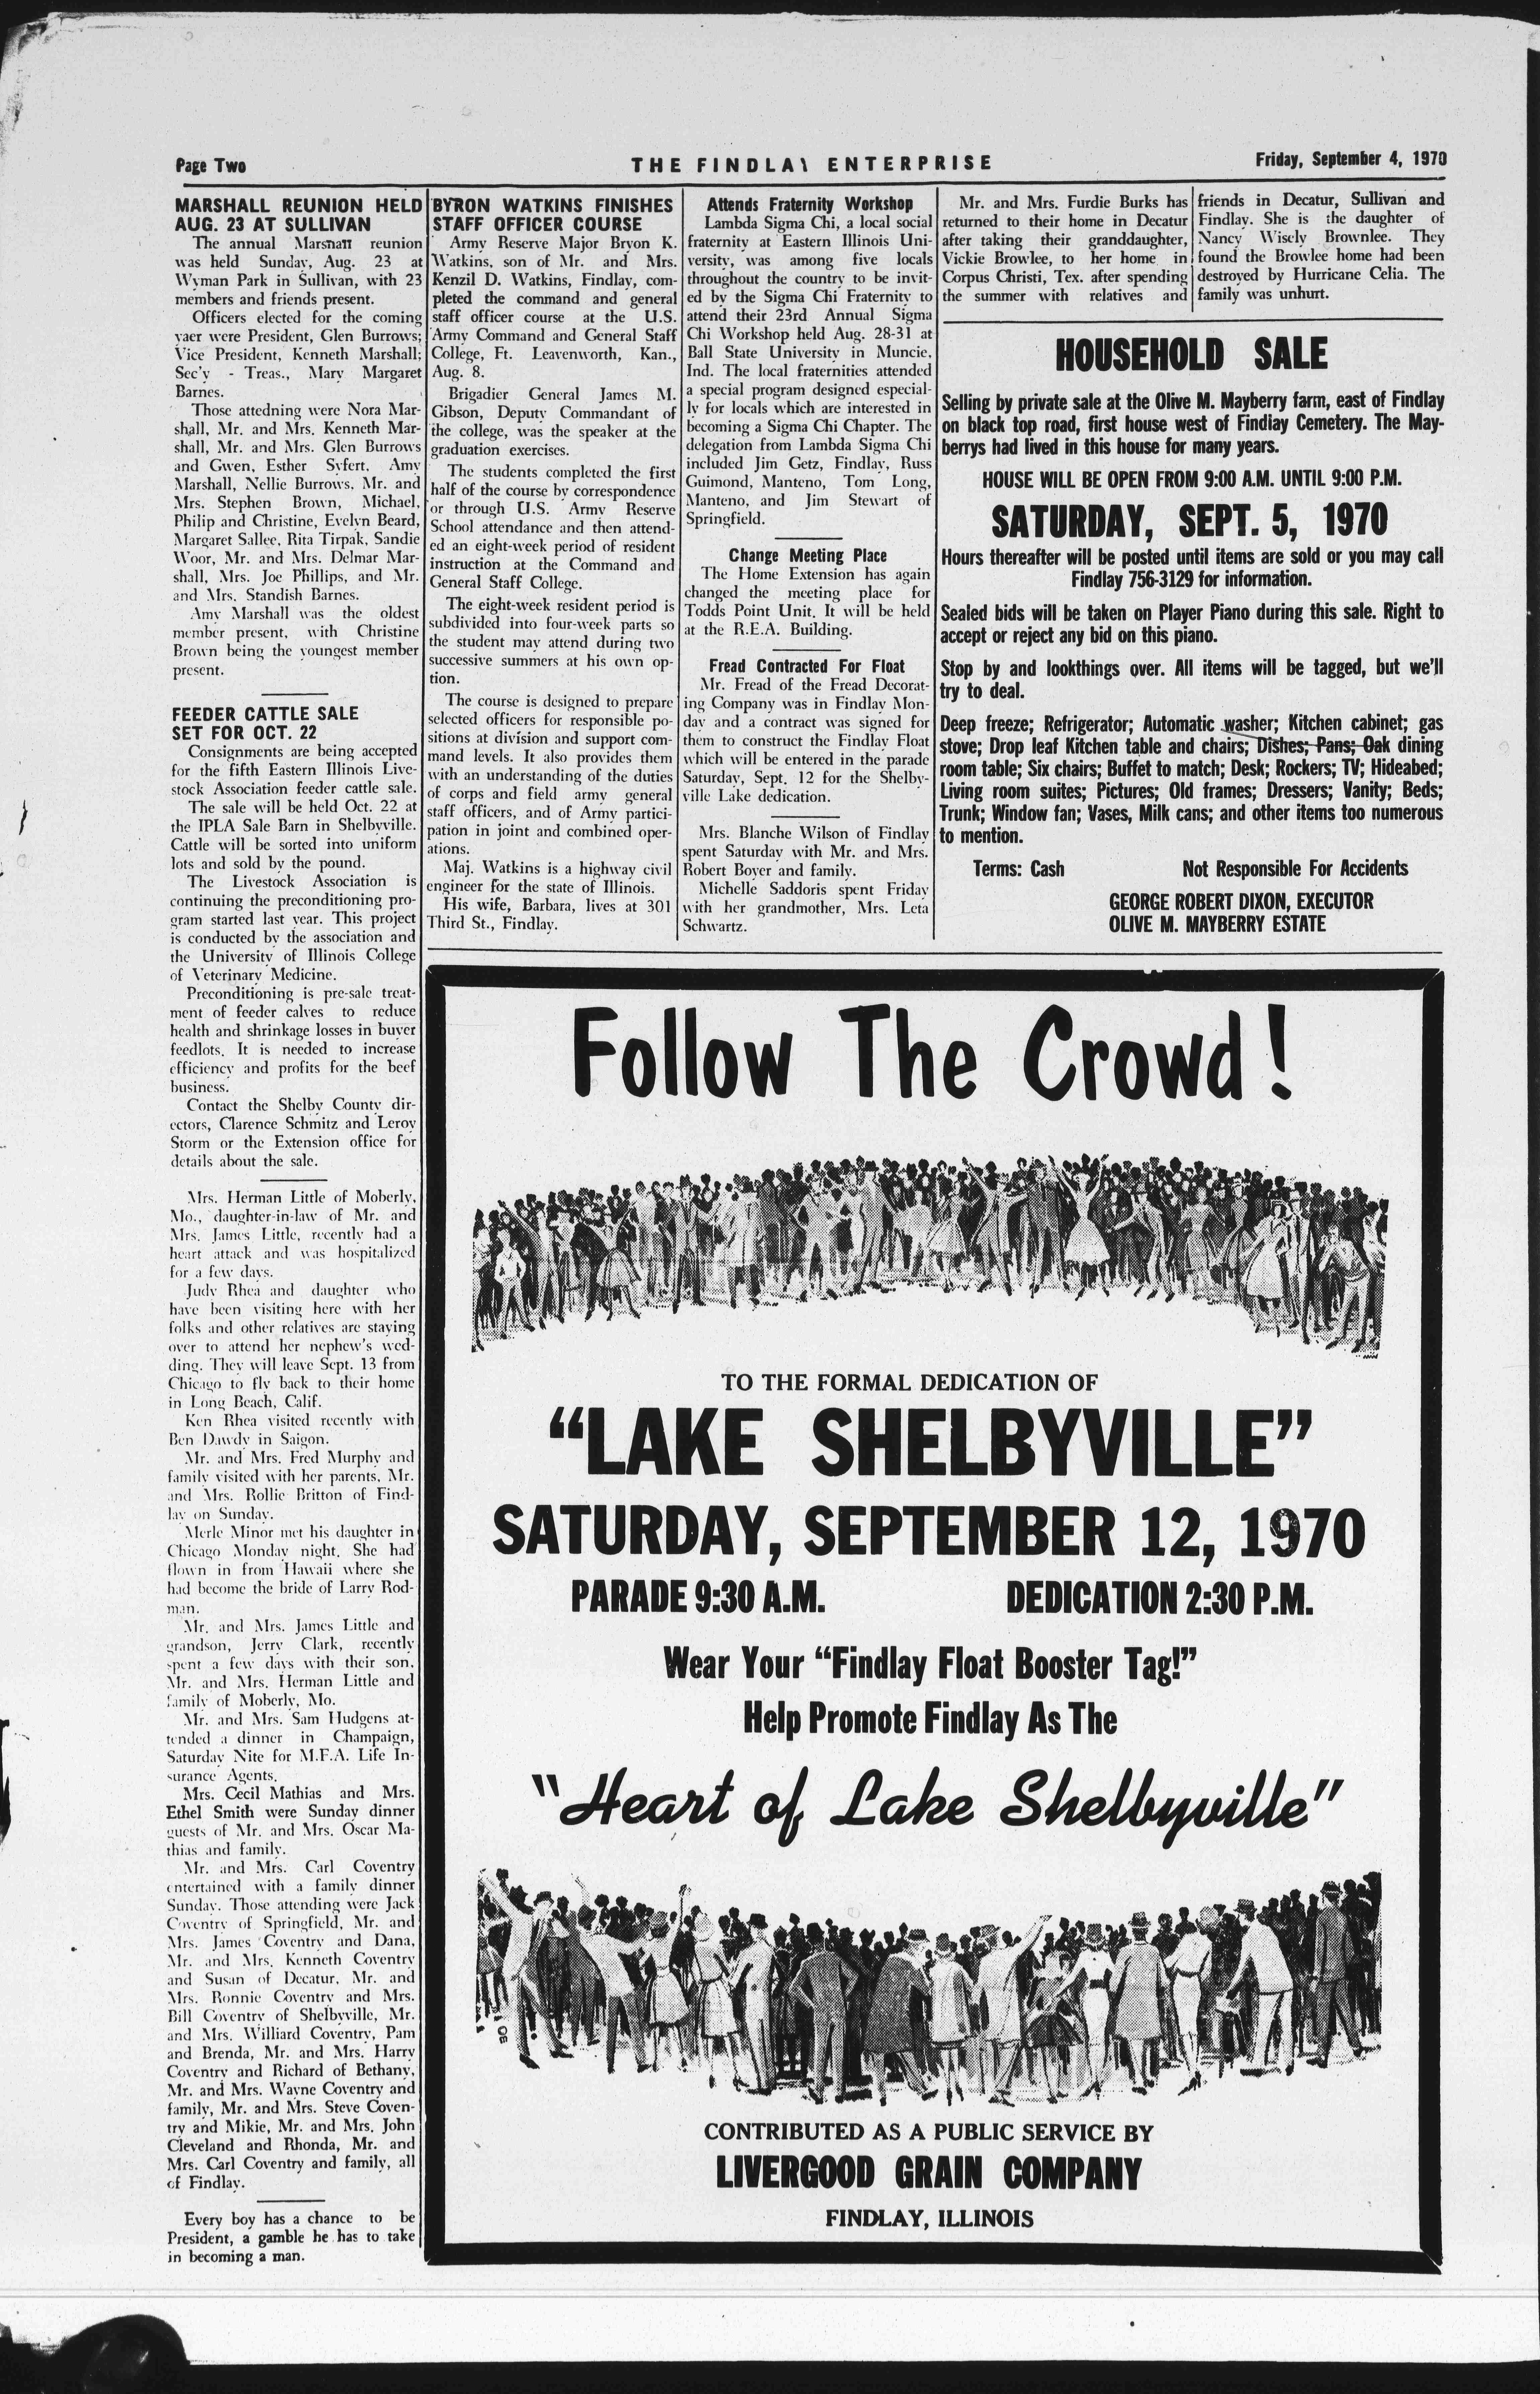 Page Two
THE FINDLAY ENTERPRISE
Friday, September 4, 1970
MARSHALL REUNION HELD
AUG. 23 AT SULLIVAN
The annual Marshall reunion
was held Sunday, Aug. 23 at
Wyman Park in Sullivan, with 23
members and friends present.
Officers elected for the coming
yaer were President, Glen Burrows;
Vice President, Kenneth Marshall;
Sec'y - Treas., Mary Margaret
Barnes.
Those attedning were Nora Mar-
shall, Mr. and Mrs. Kenneth Mar-
shall, Mr. and Mrs. Glen Burrows
and Gwen, Esther Syfert, Amy
Marshall, Nellie Burrows, Mr. and
Mrs. Stephen Brown, Michael,
Philip and Christine, Evelyn Beard,
Margaret Sallee, Rita Tirpak, Sandie
Woor, Mr. and Mrs. Delmar Mar-
shall, Mrs. Joe Phillips, and Mr.
and Mrs. Standish Barnes.
Amy Marshall was the oldest
member present, with Christine
Brown being the youngest member
present.
FEEDER CATTLE SALE
SET FOR OCT. 22
Consignments are being accepted
for the fifth Eastern Illinois Live-
stock Association feeder cattle sale.
The sale will be held Oct. 22 at
the IPLA Sale Barn in Shelbyville.
Cattle will be sorted into uniform
lots and sold by the pound.
The Livestock Association is
continuing the preconditioning pro-
gram started last year. This project
is conducted by the association and
the University of Illinois College
of Veterinary Medicine.
Preconditioning is pre-sale treat-
ment of feeder calves to reduce
health and shrinkage losses in buyer
feedlots. It is needed to increase
efficiency and profits for the beef
business.
Contact the Shelby County dir-
ectors, Clarence Schmitz and Leroy
Storm or the Extension office for
details about the sale.
Mrs. Herman Little of Moberly,
Mo., daughter-in-law of Mr. and
Mrs. James Little, recently had a
heart attack and was hospitalized
for a few days.
Judy Rhea and daughter who
have been visiting here with her
folks and other relatives are staying
over to attend her nephew's wed-
ding. They will leave Sept. 13 from
Chicago to fly back to their home
in Long Beach, Calif.
Ken Rhea visited recently with
Ben Dawdy in Saigon.
Mr. and Mrs. Fred Murphy and
family visited with her parents, Mr.
and Mrs. Rollie Britton of Find-
lay on Sunday.
Merle Minor met his daughter in
Chicago Monday night. She had
flown in from Hawaii where she
had become the bride of Larry Rod-
man.
Mr. and Mrs. James Little and
grandson, Jerry Clark, recently
spent a few days with their son,
Mr. and Mrs. Herman Little and
family of Moberly, Mo.
Mr. and Mrs. Sam Hudgens at-
tended a dinner in Champaign,
Saturday Nite for M.F.A. Life In-
surance Agents.
Mrs. Cecil Mathias and Mrs.
Ethel Smith were Sunday dinner
guests of Mr. and Mrs. Oscar Ma-
thias and family.
Mr. and Mrs. Carl Coventry
entertained with a family dinner
Sunday. Those attending were Jack
Coventry of Springfield, Mr. and
Mrs. James Coventry and Dana,
Mr. and Mrs. Kenneth Coventry
and Susan of Decatur, Mr. and
Mrs. Ronnie Coventry and Mrs.
Bill Coventry of Shelbyville, Mr.
and Mrs. Williard Coventry, Pam
and Brenda, Mr. and Mrs. Harry
Coventry and Richard of Bethany,
Mr. and Mrs. Wayne Coventry and
family, Mr. and Mrs. Steve Coven-
try and Mikie, Mr. and Mrs. John
Cleveland and Rhonda, Mr. and
Mrs. Carl Coventry and family, all
of Findlay.
Every boy has a chance to be
President, a gamble he has to take
in becoming a man.
BYRON WATKINS FINISHES
STAFF OFFICER COURSE
Army Reserve Major Bryon K.
Watkins, son of Mr. and Mrs.
Kenzil D. Watkins, Findlay, com-
pleted the command and general
staff officer course at the U.S.
Army Command and General Staff
College, Ft. Leavenworth, Kan.,
Aug. 8.
Brigadier General James M.
Gibson, Deputy Commandant of
the college, was the speaker at the
graduation exercises.
The students completed the first
half of the course by correspondence
or through U.S. Army Reserve
School attendance and then attend-
ed an eight-week period of resident
instruction at the Command and
General Staff College.
The eight-week resident period is
subdivided into four-week parts so
the student may attend during two
successive summers at his own op-
tion.
The course is designed to prepare
selected officers for responsible po-
sitions at division and support com-
mand levels. It also provides them
with an understanding of the duties
of corps and field army general
staff officers, and of Army partici-
pation in joint and combined oper-
ations.
Maj. Watkins is a highway civil
engineer for the state of Illinois.
His wife, Barbara, lives at 301
Third St., Findlay.
Attends Fraternity Workshop
Lambda Sigma Chi, a local social
fraternity at Eastern Illinois Uni-
versity, was among five locals
throughout the country to be invit-
ed by the Sigma Chi Fraternity to
attend their 23rd Annual Sigma
Chi Workshop held Aug. 28-31 at
Ball State University in Muncie,
Ind. The local fraternities attended
a special program designed especial-
ly for locals which are interested in
becoming a Sigma Chi Chapter. The
delegation from Lambda Sigma Chi
included Jim Getz, Findlay, Russ
Guimond, Manteno, Tom Long,
Manteno, and Jim Stewart of
Springfield.
Change Meeting Place
The Home Extension has again
changed the meeting place for
Todds Point Unit. It will be held
at the R.E.A. Building.
Fread Contracted For Float
Mr. Fread of the Fread Decorat-
ing Company was in Findlay Mon-
day and a contract was signed for
them to construct the Findlay Float
which will be entered in the parade
Saturday, Sept. 12 for the Shelby-
ville Lake dedication.
Mrs. Blanche Wilson of Findlay
spent Saturday with Mr. and Mrs.
Robert Boyer and family.
Michelle Saddoris spent Friday
with her grandmother, Mrs. Leta
Schwartz.
Mr. and Mrs. Furdie Burks has
returned to their home in Decatur
after taking their granddaughter,
Vickie Browlee, to her home in
Corpus Christi, Tex. after spending
the summer with relatives and
friends in Decatur, Sullivan and
Findlay. She is the daughter of
Nancy Wisely Brownlee. They
found the Browlee home had been
destroyed by Hurricane Celia. The
family was unhurt.
HOUSEHOLD SALE
Selling by private sale at the Olive M. Mayberry farm, east of Findlay
on black top road, first house west of Findlay Cemetery. The May-
berrys had lived in this house for many years.
HOUSE WILL BE OPEN FROM 9:00 A.M. UNTIL 9:00 P.M.
SATURDAY, SEPT. 5, 1970
Hours thereafter will be posted until items are sold or you may call
Findlay 756-3129 for information.
Sealed bids will be taken on Player Piano during this sale. Right to
accept or reject any bid on this piano.
Stop by and lookthings over. All items will be tagged, but we'll
try to deal.
Deep freeze; Refrigerator; Automatic washer; Kitchen cabinet; gas
stove; Drop leaf Kitchen table and chairs; Dishes; Pans; Oak dining
room table; Six chairs; Buffet to match; Desk; Rockers; TV; Hideabed;
Living room suites; Pictures; Old frames; Dressers; Vanity; Beds;
Trunk; Window fan; Vases, Milk cans; and other items too numerous
to mention.
Terms: Cash
Not Responsible For Accidents
GEORGE ROBERT DIXON, EXECUTOR
OLIVE M. MAYBERRY ESTATE
Follow The Crowd!
TO THE FORMAL DEDICATION OF
"LAKE SHELBYVILLE"
SATURDAY, SEPTEMBER 12, 1970
PARADE 9:30 A.M.
DEDICATION 2:30 P.M.
Wear Your "Findlay Float Booster Tag!"
Help Promote Findlay As The
"Heart of Lake Shelbyville"
CONTRIBUTED AS A PUBLIC SERVICE BY
LIVERGOOD GRAIN COMPANY
FINDLAY, ILLINOIS